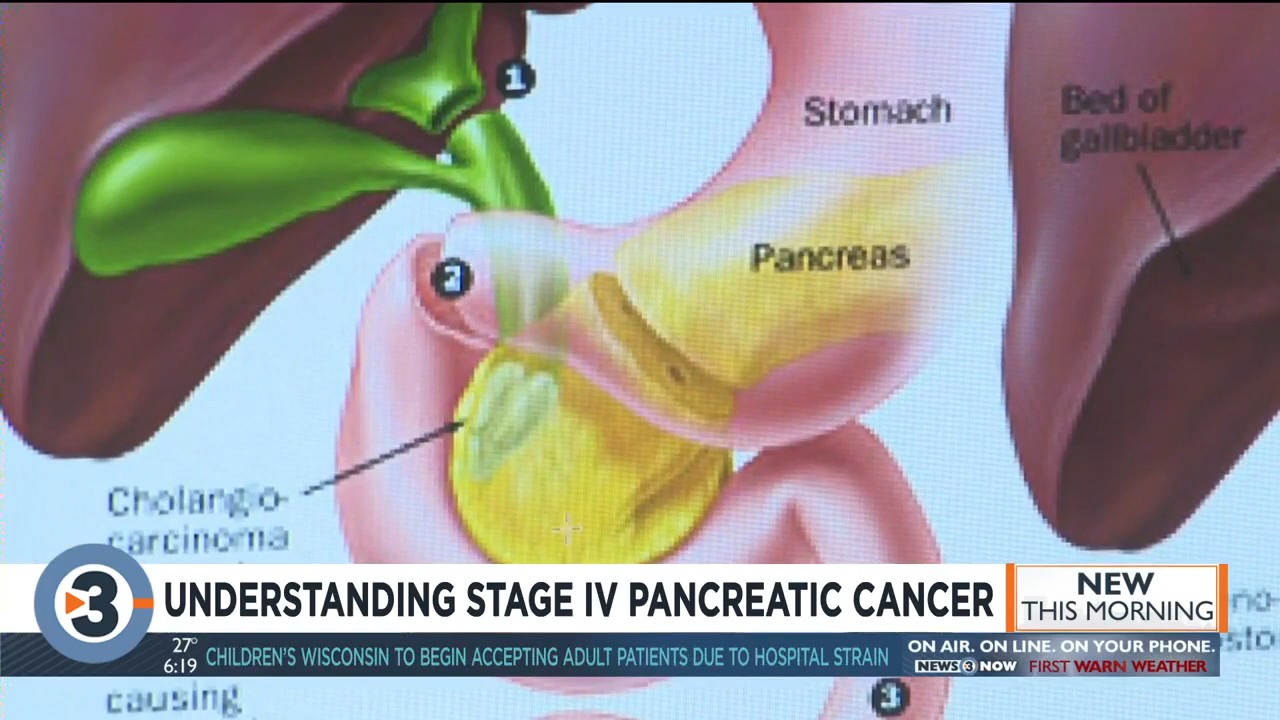 1
Stomach
Bed of
gallbladder
Pancreas
2
Cholangio-
carcinoma
3
UNDERSTANDING STAGE IV PANCREATIC CANCER
NEW
THIS MORNING
27°
6:19
CHILDREN'S WISCONSIN TO BEGIN ACCEPTING ADULT PATIENTS DUE TO HOSPITAL STRAIN
ON AIR. ON LINE. ON YOUR PHONE.
NEWS 3 NOW FIRST WARN WEATHER
causing
3